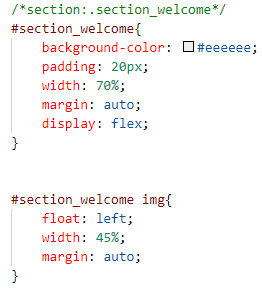 /*section:.section_welcome*/
#section_welcome{
    background-color: #eeeeee;
    padding: 20px;
    width: 70%;
    margin: auto;
    display: flex;
}
#section_welcome img{
    float: left;
    width: 45%;
    margin: auto;
}